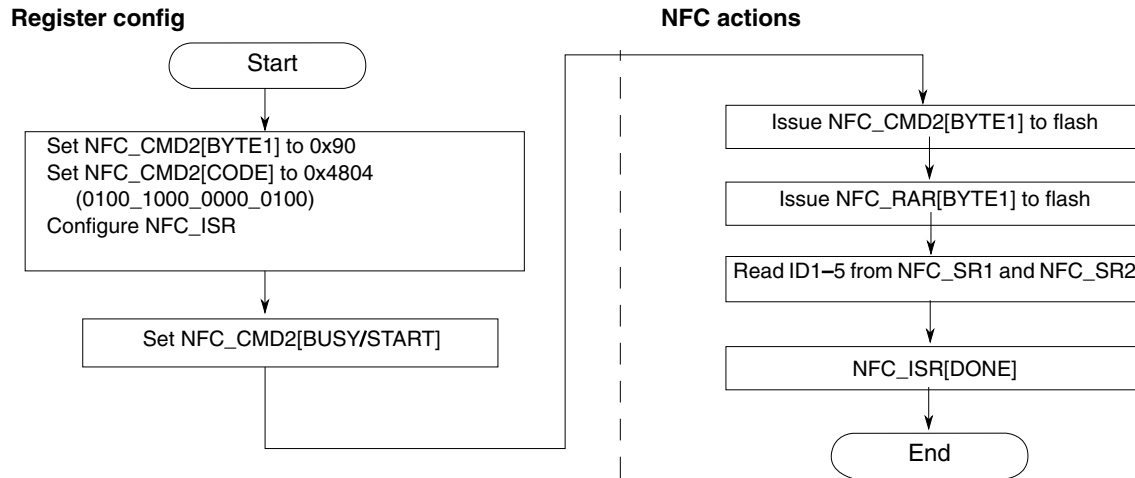 Register config
NFC actions
Start
Set NFC_CMD2[BYTE1] to 0x90
Set NFC_CMD2[CODE] to 0x4804
(0100_1000_0000_0100)
Configure NFC_ISR
Set NFC_CMD2[BUSY/START]
Issue NFC_CMD2[BYTE1] to flash
Issue NFC_RAR[BYTE1] to flash
Read ID1–5 from NFC_SR1 and NFC_SR2
NFC_ISR[DONE]
End